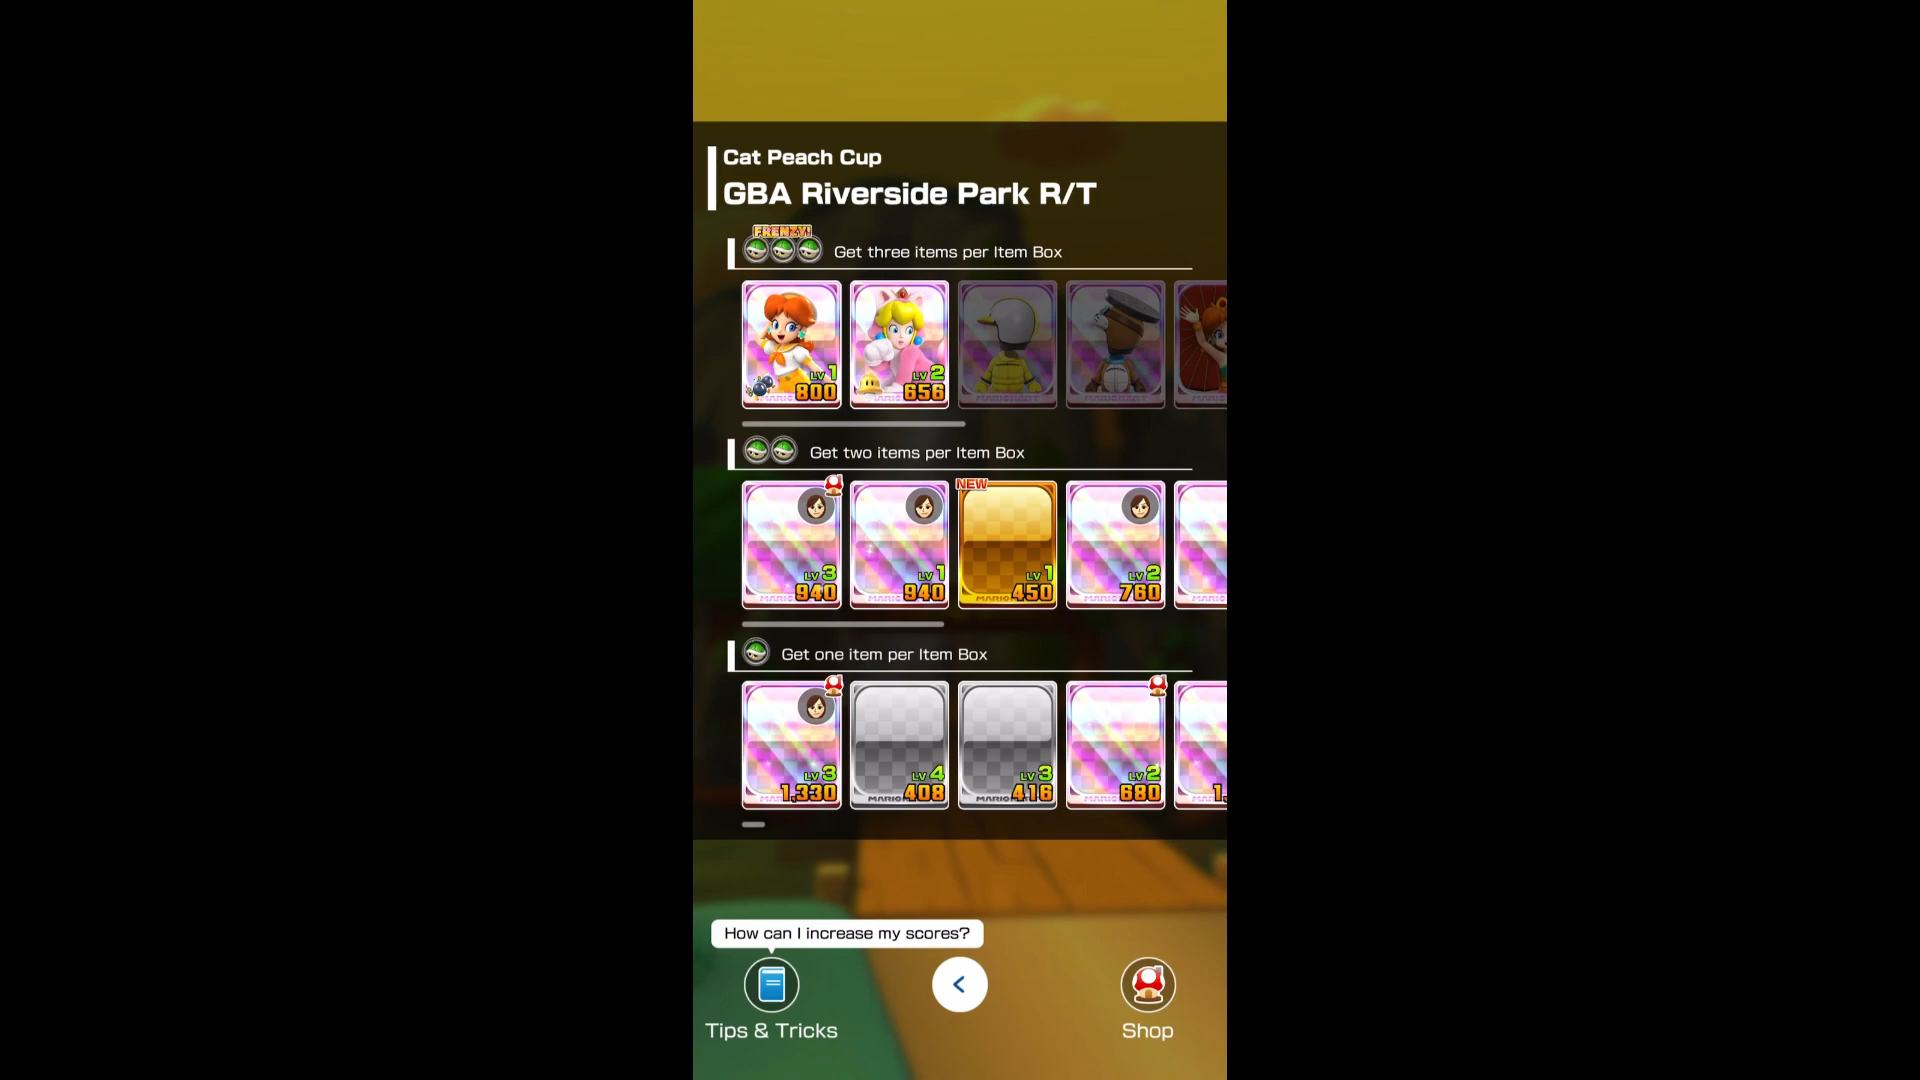 Cat Peach Cup
GBA Riverside Park R/T
FRENZY!
Get three items per Item Box
LV 1
800
LV 2
656
Get two items per Item Box
LV 3
940
LV 1
940
NEW
LV 1
450
LV 2
760
Get one item per Item Box
LV 3
1,330
LV 4
408
LV 3
416
LV 2
680
How can I increase my scores?
Tips & Tricks
Shop